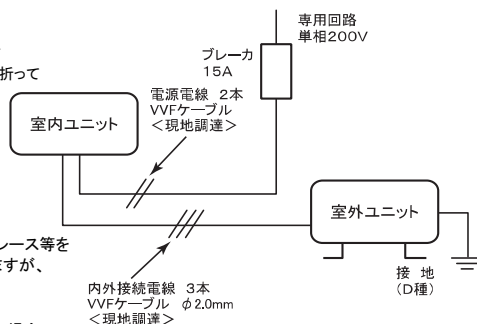 専用回路
単相200V
ブレーカ
15A
折って
電源電線 2本
VVFケーブル
<現地調達>
室内ユニット
室外ユニット
レース等を
ますが、
接地
(D種)
内外接続電線 3本
VVFケーブル φ2.0mm
<現地調達>